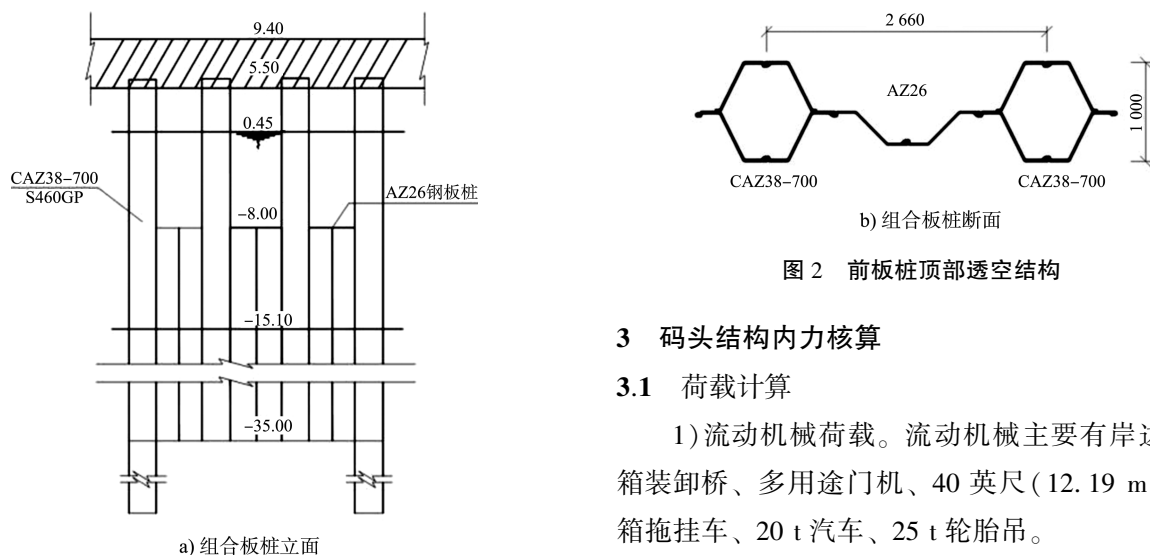 9.40
5.50
0.45
CAZ38-700
S460GP
AZ26钢板桩
-8.00
-15.10
-35.00
a) 组合板桩立面
2 660
AZ26
1 000
CAZ38-700
CAZ38-700
b) 组合板桩断面
图 2 前板桩顶部透空结构
3 码头结构内力核算
3.1 荷载计算
1)流动机械荷载。流动机械主要有岸边
箱装卸桥、多用途门机、40 英尺(12. 19 m
箱拖挂车、20 t 汽车、25 t 轮胎吊。